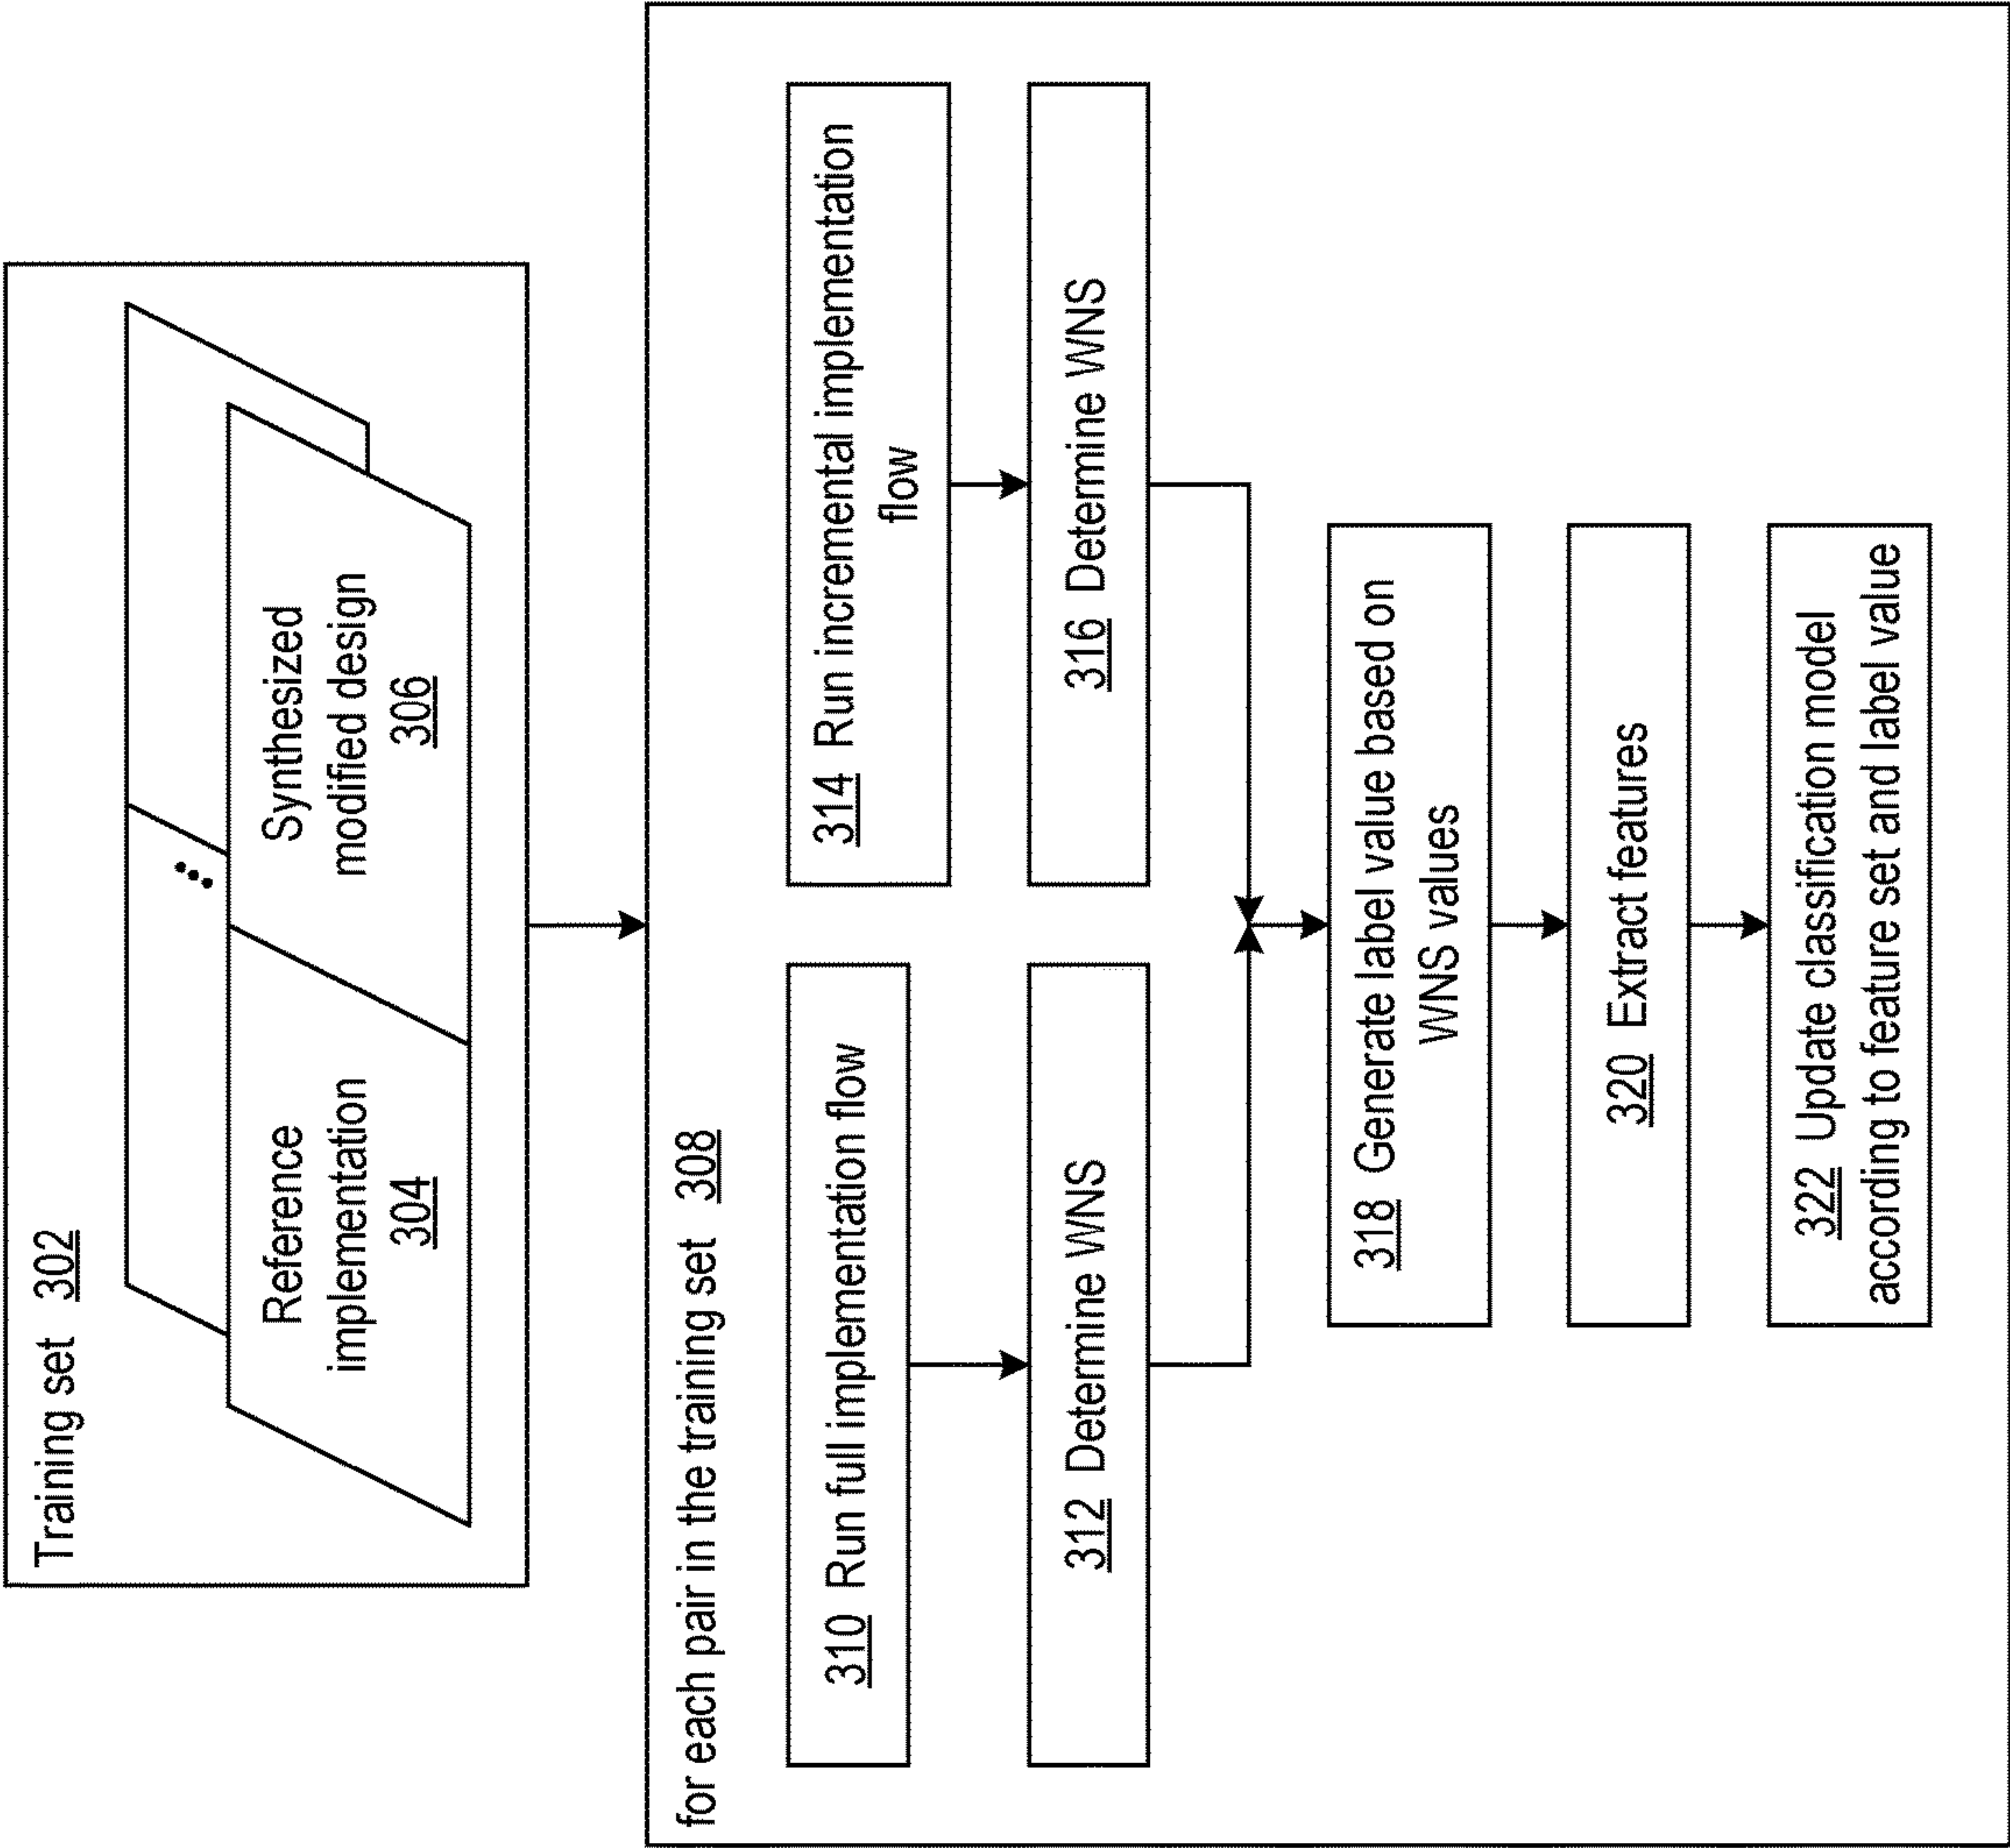 Training set 302
Reference
implementation
304
Synthesized
modified design
306
for each pair in the training set 308
310 Run full implementation flow
312 Determine WNS
314 Run incremental implementation
flow
316 Determine WNS
318 Generate label value based on
WNS values
320 Extract features
322 Update classification model
according to feature set and label value